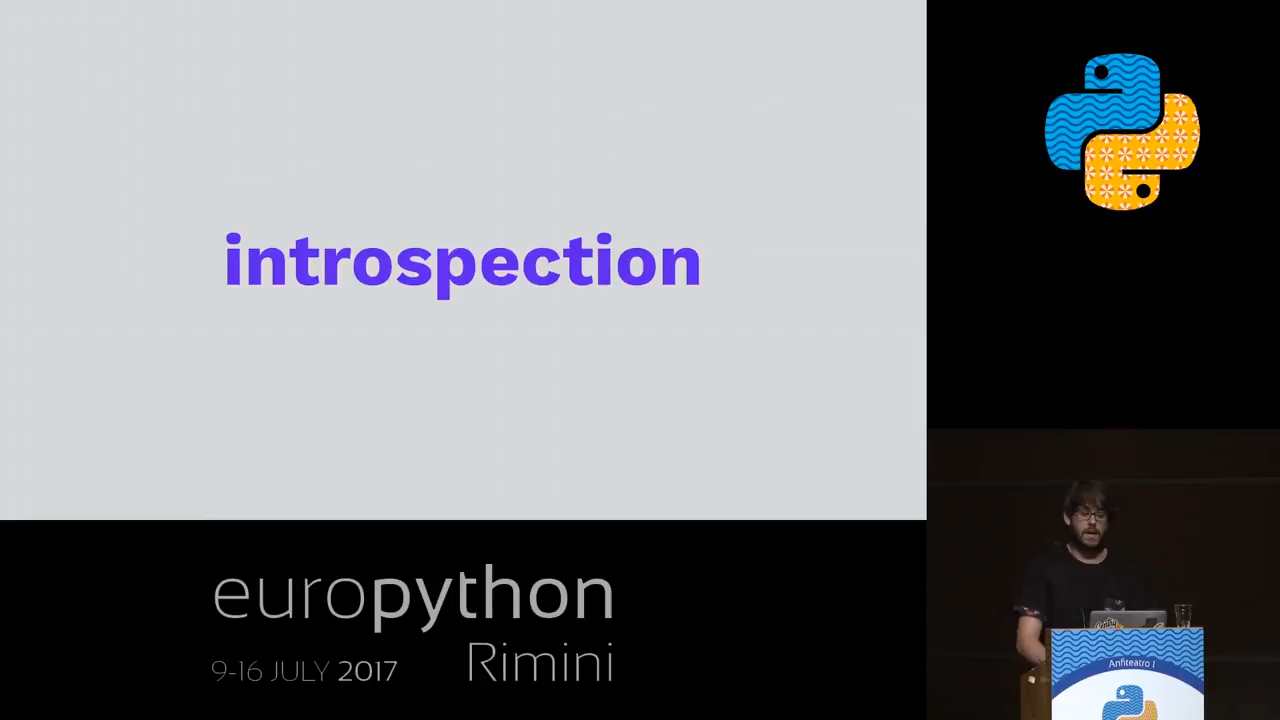 introspection
europython
9-16 JULY 2017 Rimini
Anfiteatro I